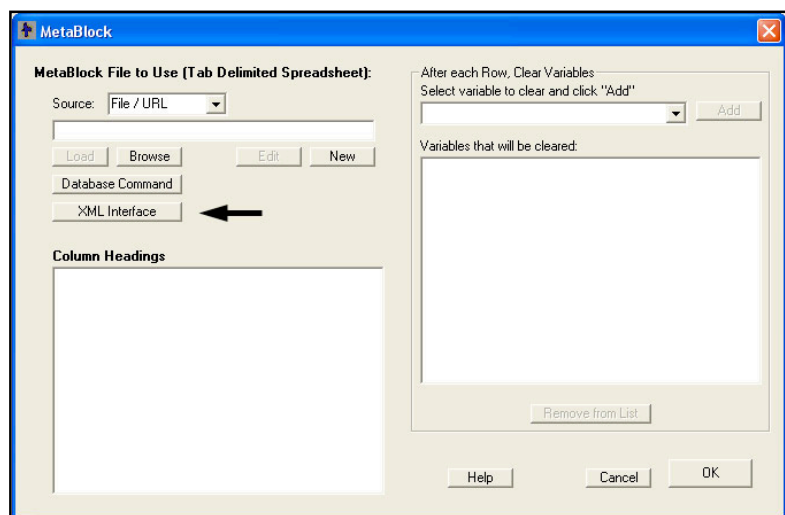 MetaBlock
MetaBlock File to Use (Tab Delimited Spreadsheet):
Source: File / URL
Load Browse Edit New
Database Command
XML Interface
Column Headings
After each Row, Clear Variables
Select variable to clear and click "Add"
Add
Variables that will be cleared:
Remove from List
Help Cancel OK